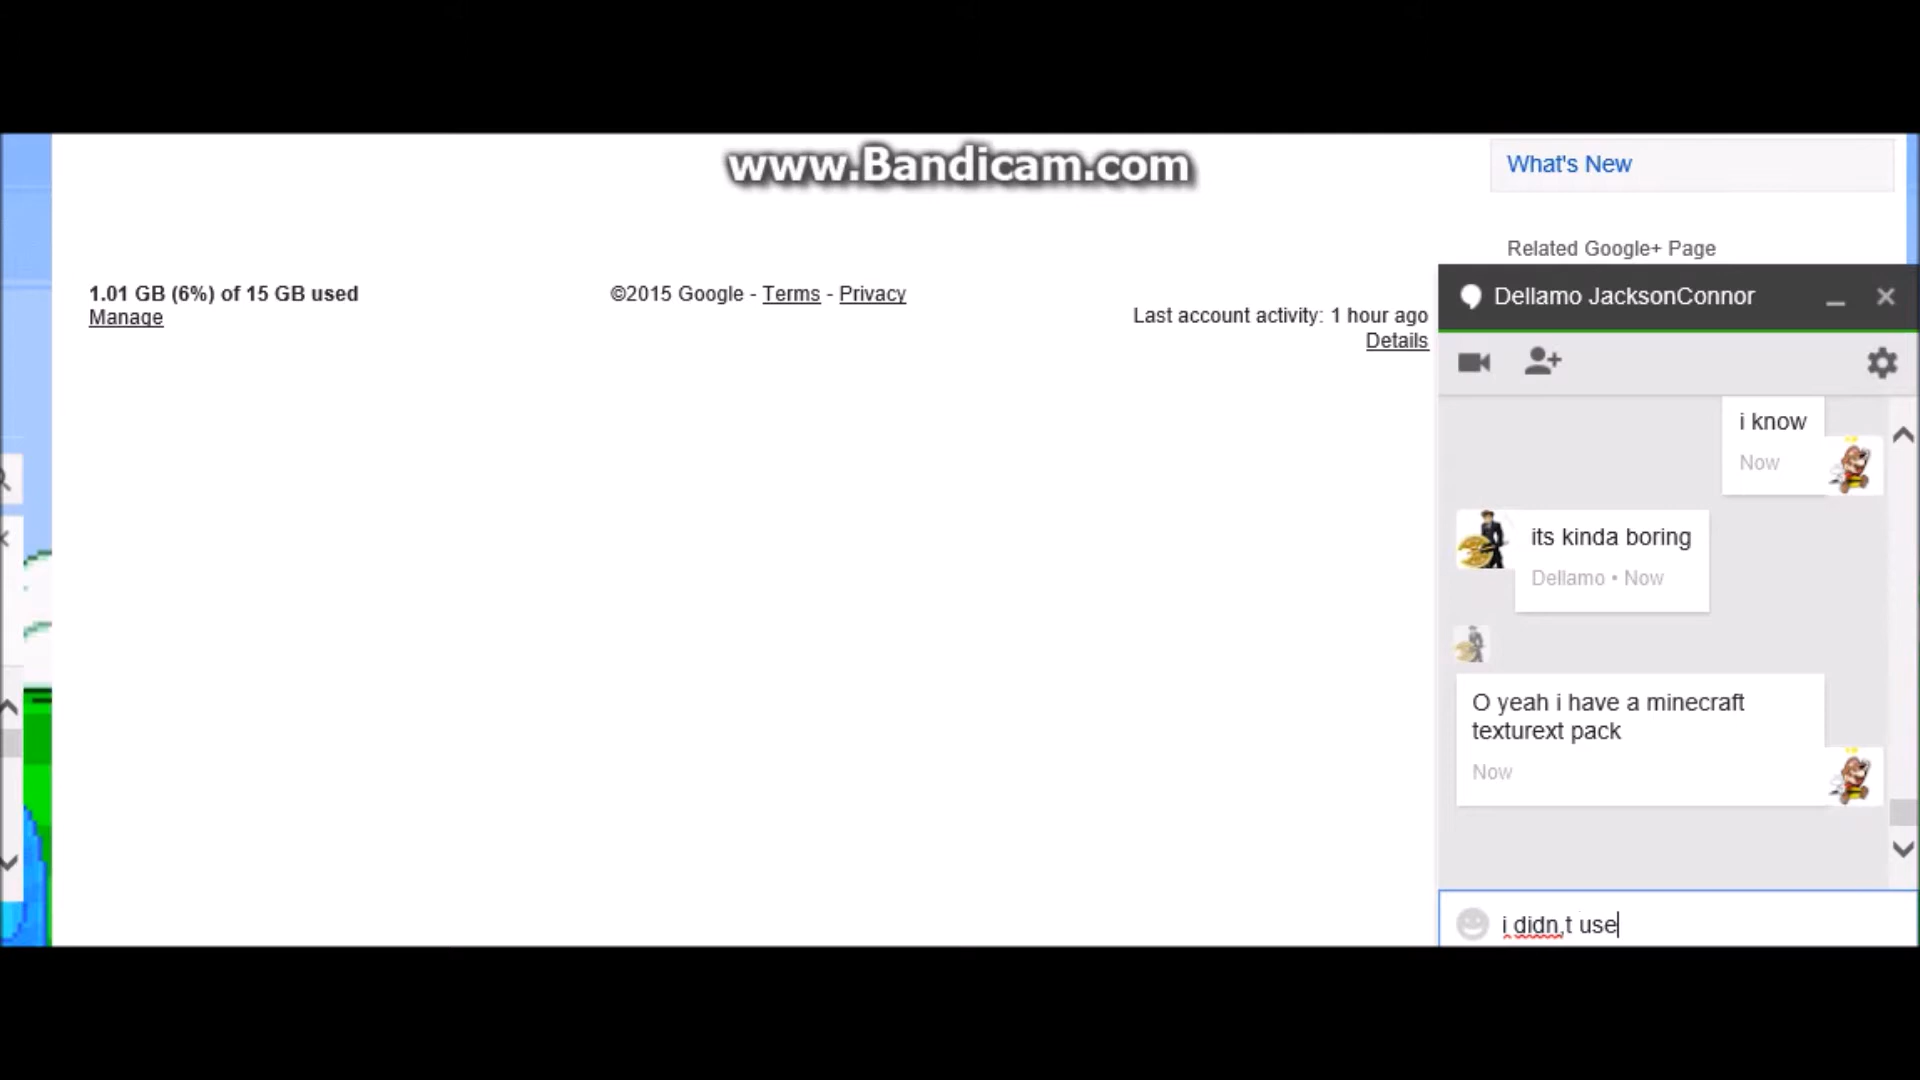 www.Bandicam.com
What's New
Related Google+ Page
1.01 GB (6%) of 15 GB used
Manage
©2015 Google - Terms - Privacy
Last account activity: 1 hour ago
Details
Dellamo JacksonConnor
i know
Now
its kinda boring
Dellamo • Now
O yeah i have a minecraft
texturext pack
Now
i didn,t use